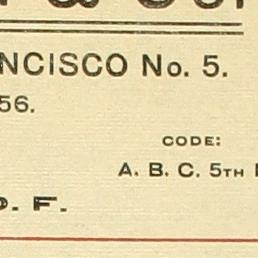 NCISCO No. 5.
56.
CODE:
A. B. C. 5TH
. F.